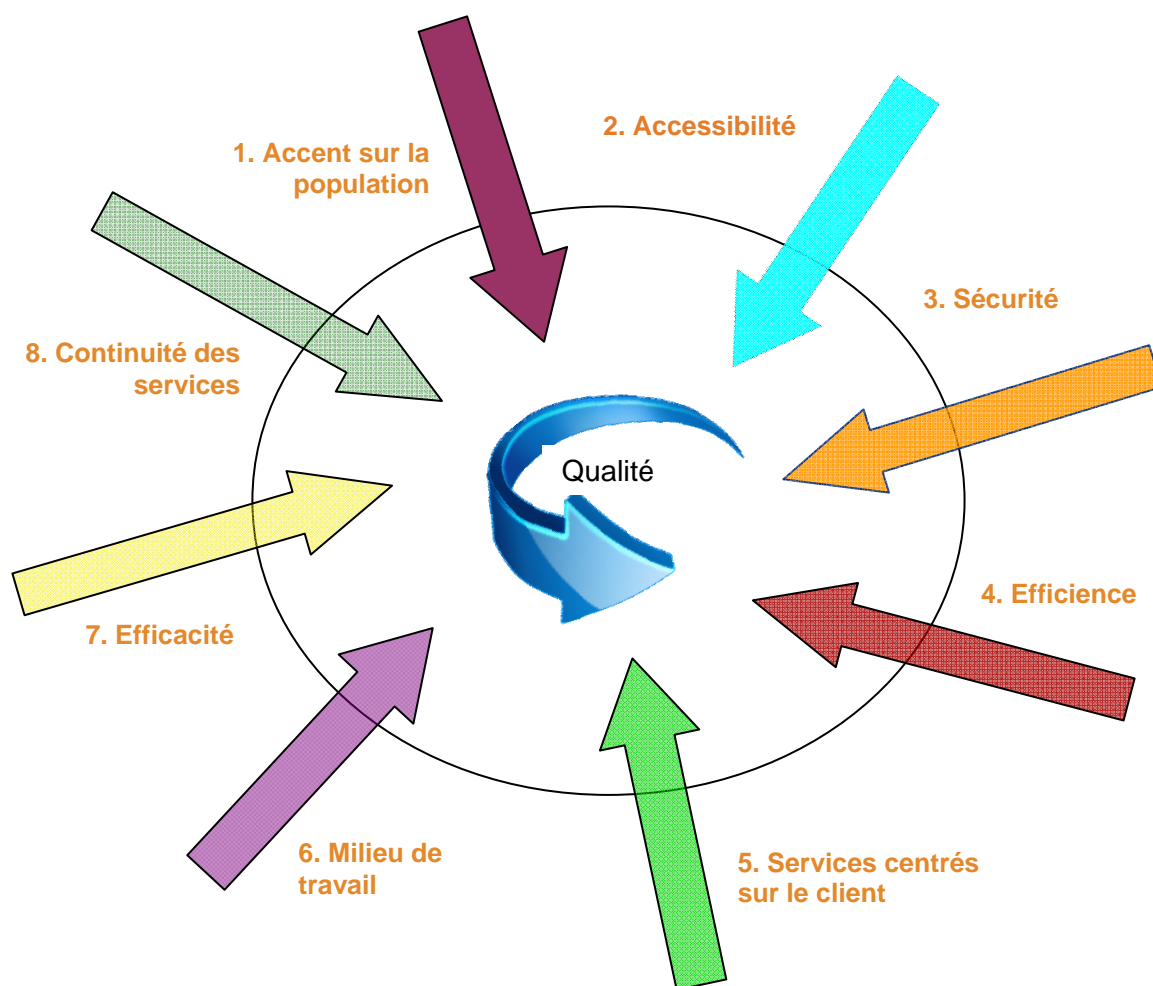 1. Accent sur la
population
2. Accessibilité
3. Sécurité
4. Efficience
5. Services centrés
sur le client
6. Milieu de
travail
7. Efficacité
8. Continuité des
services
Qualité